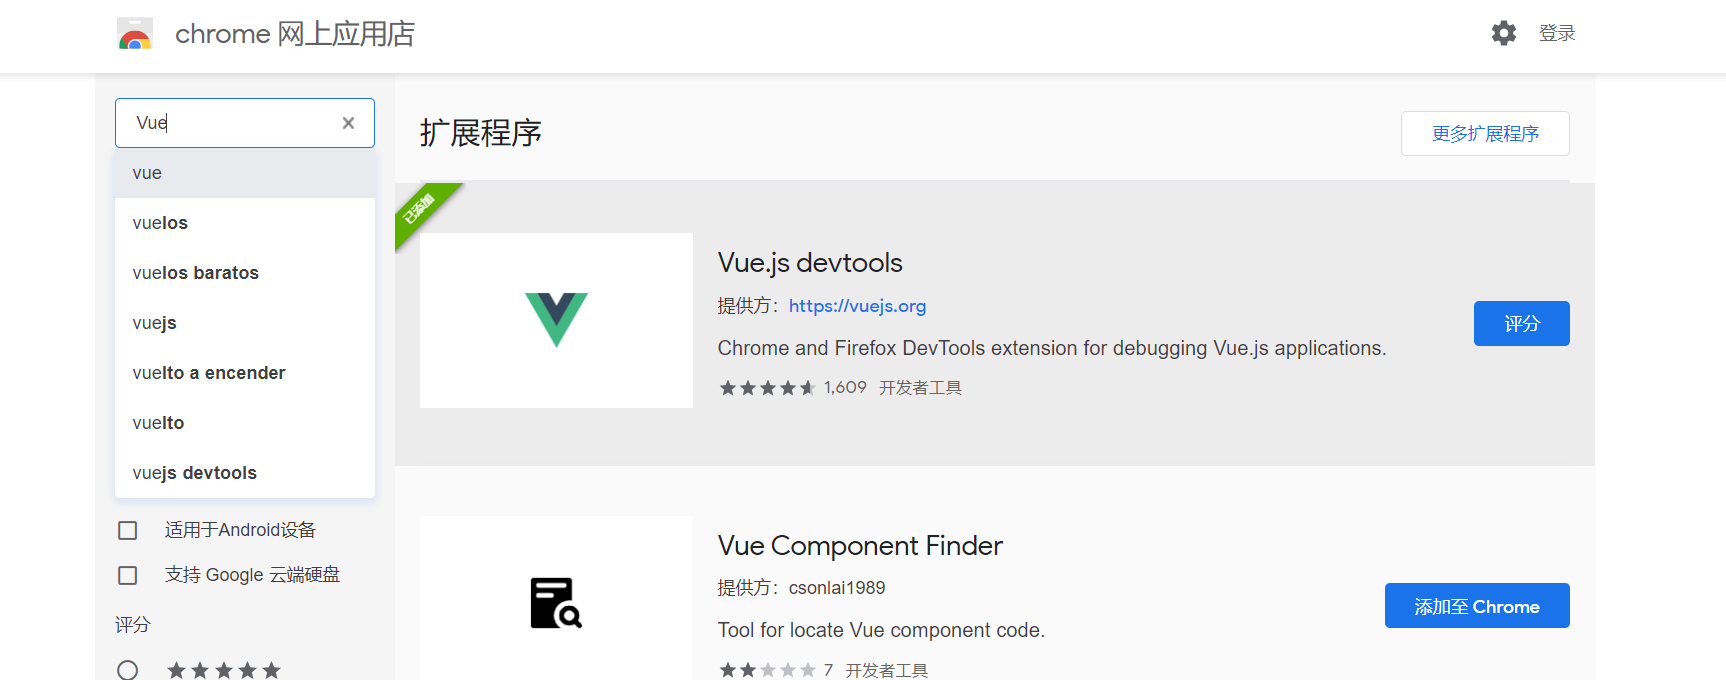 chrome 网上应用店
登录
Vue
vue
vuelos
vuelos baratos
vuejs
vuelto a encender
vuelto
vuejs devtools
适用于Android设备
支持 Google 云端硬盘
评分
扩展程序
更多扩展程序
已添加
Vue.js devtools
提供方：https://vuejs.org
Chrome and Firefox DevTools extension for debugging Vue.js applications.
1,609 开发者工具
评分
Vue Component Finder
提供方：csonlai1989
Tool for locate Vue component code.
7 开发者工具
添加至 Chrome